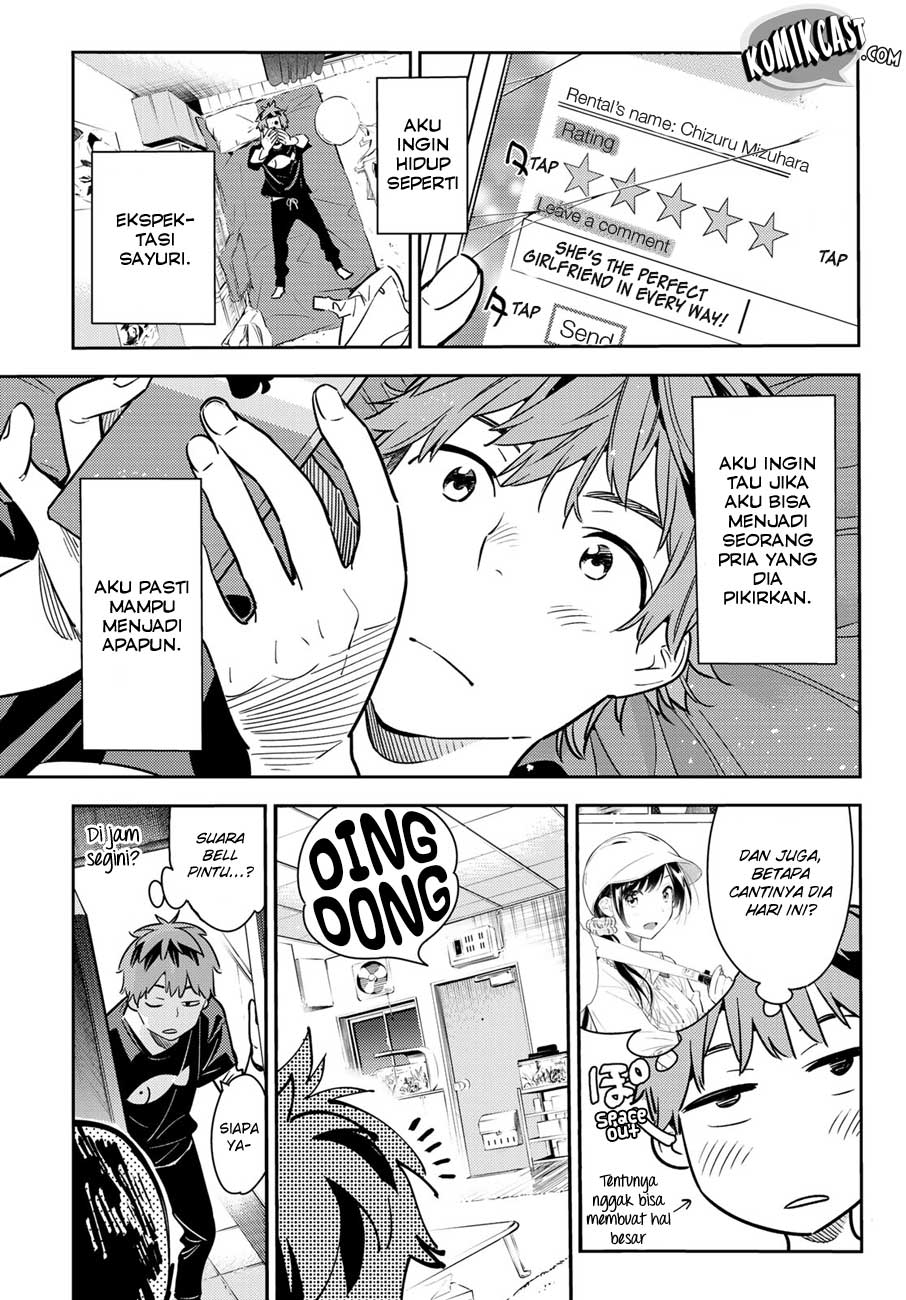 KOMIKCAST
.COM
Rental's name: Chizuru Mizuhara
Rating
TAP
Leave a comment
TAP
SHE'S THE PERFECT
GIRLFRIEND IN EVERY WAY!
TAP
Send
AKU
INGIN
HIDUP
SEPERTI
EKSPEK-
TASI
SAYURI.
AKU INGIN
TAU JIKA
AKU BISA
MENJADI
SEORANG
PRIA YANG
DIA
PIKIRKAN.
AKU PASTI
MAMPU
MENJADI
APAPUN.
DAN JUGA,
BETAPA
CANTINYA DIA
HARI INI?
ぽ
SPACE
OUT
Tentunya
nggak bisa
membuat hal
besar
DING
DONG
SUARA
BELL
PINTU...?
Di jam
segini?
SIAPA
YA-